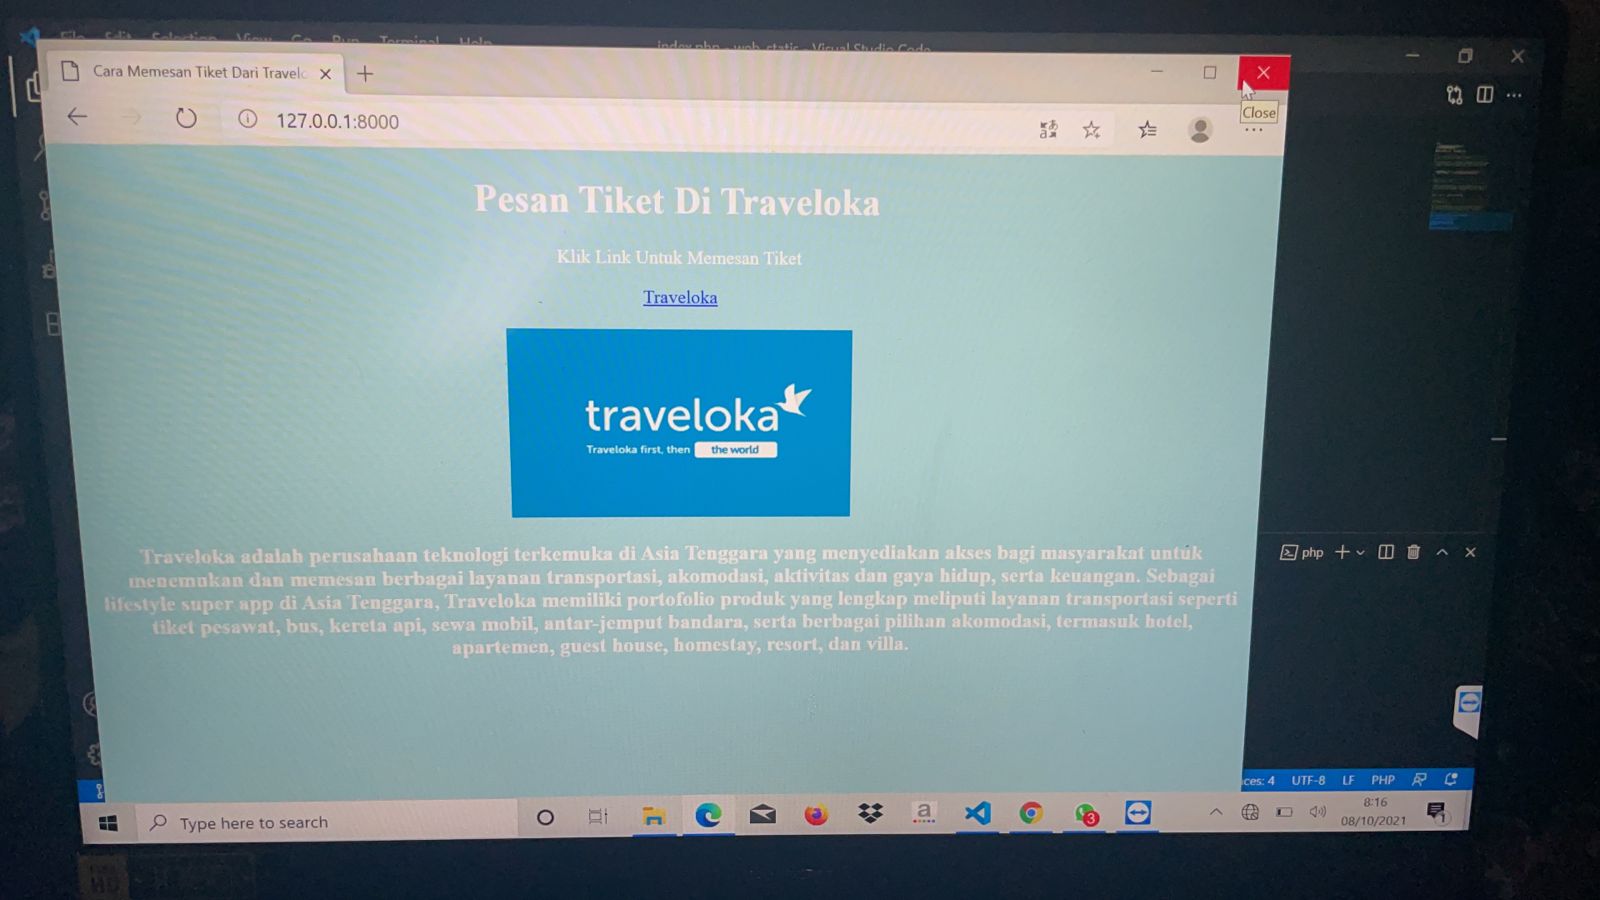 File Edit Selection View Go Run Terminal Help
index.php - web_static - Visual Studio Code
Cara Memesan Tiket Dari Travelo
127.0.0.1:8000
Close
Pesan Tiket Di Traveloka
Klik Link Untuk Memesan Tiket
Traveloka
traveloka
Traveloka first, then the world
Traveloka adalah perusahaan teknologi terkemuka di Asia Tenggara yang menyediakan akses bagi masyarakat untuk
menemukan dan memesan berbagai layanan transportasi, akomodasi, aktivitas dan gaya hidup, serta keuangan. Sebagai
lifestyle super app di Asia Tenggara, Traveloka memiliki portofolio produk yang lengkap meliputi layanan transportasi seperti
tiket pesawat, bus, kereta api, sewa mobil, antar-jemput bandara, serta berbagai pilihan akomodasi, termasuk hotel,
apartemen, guest house, homestay, resort, dan villa.
php
ces: 4 UTF-8 LF PHP
Type here to search
a
3
8:16
08/10/2021
1
HD